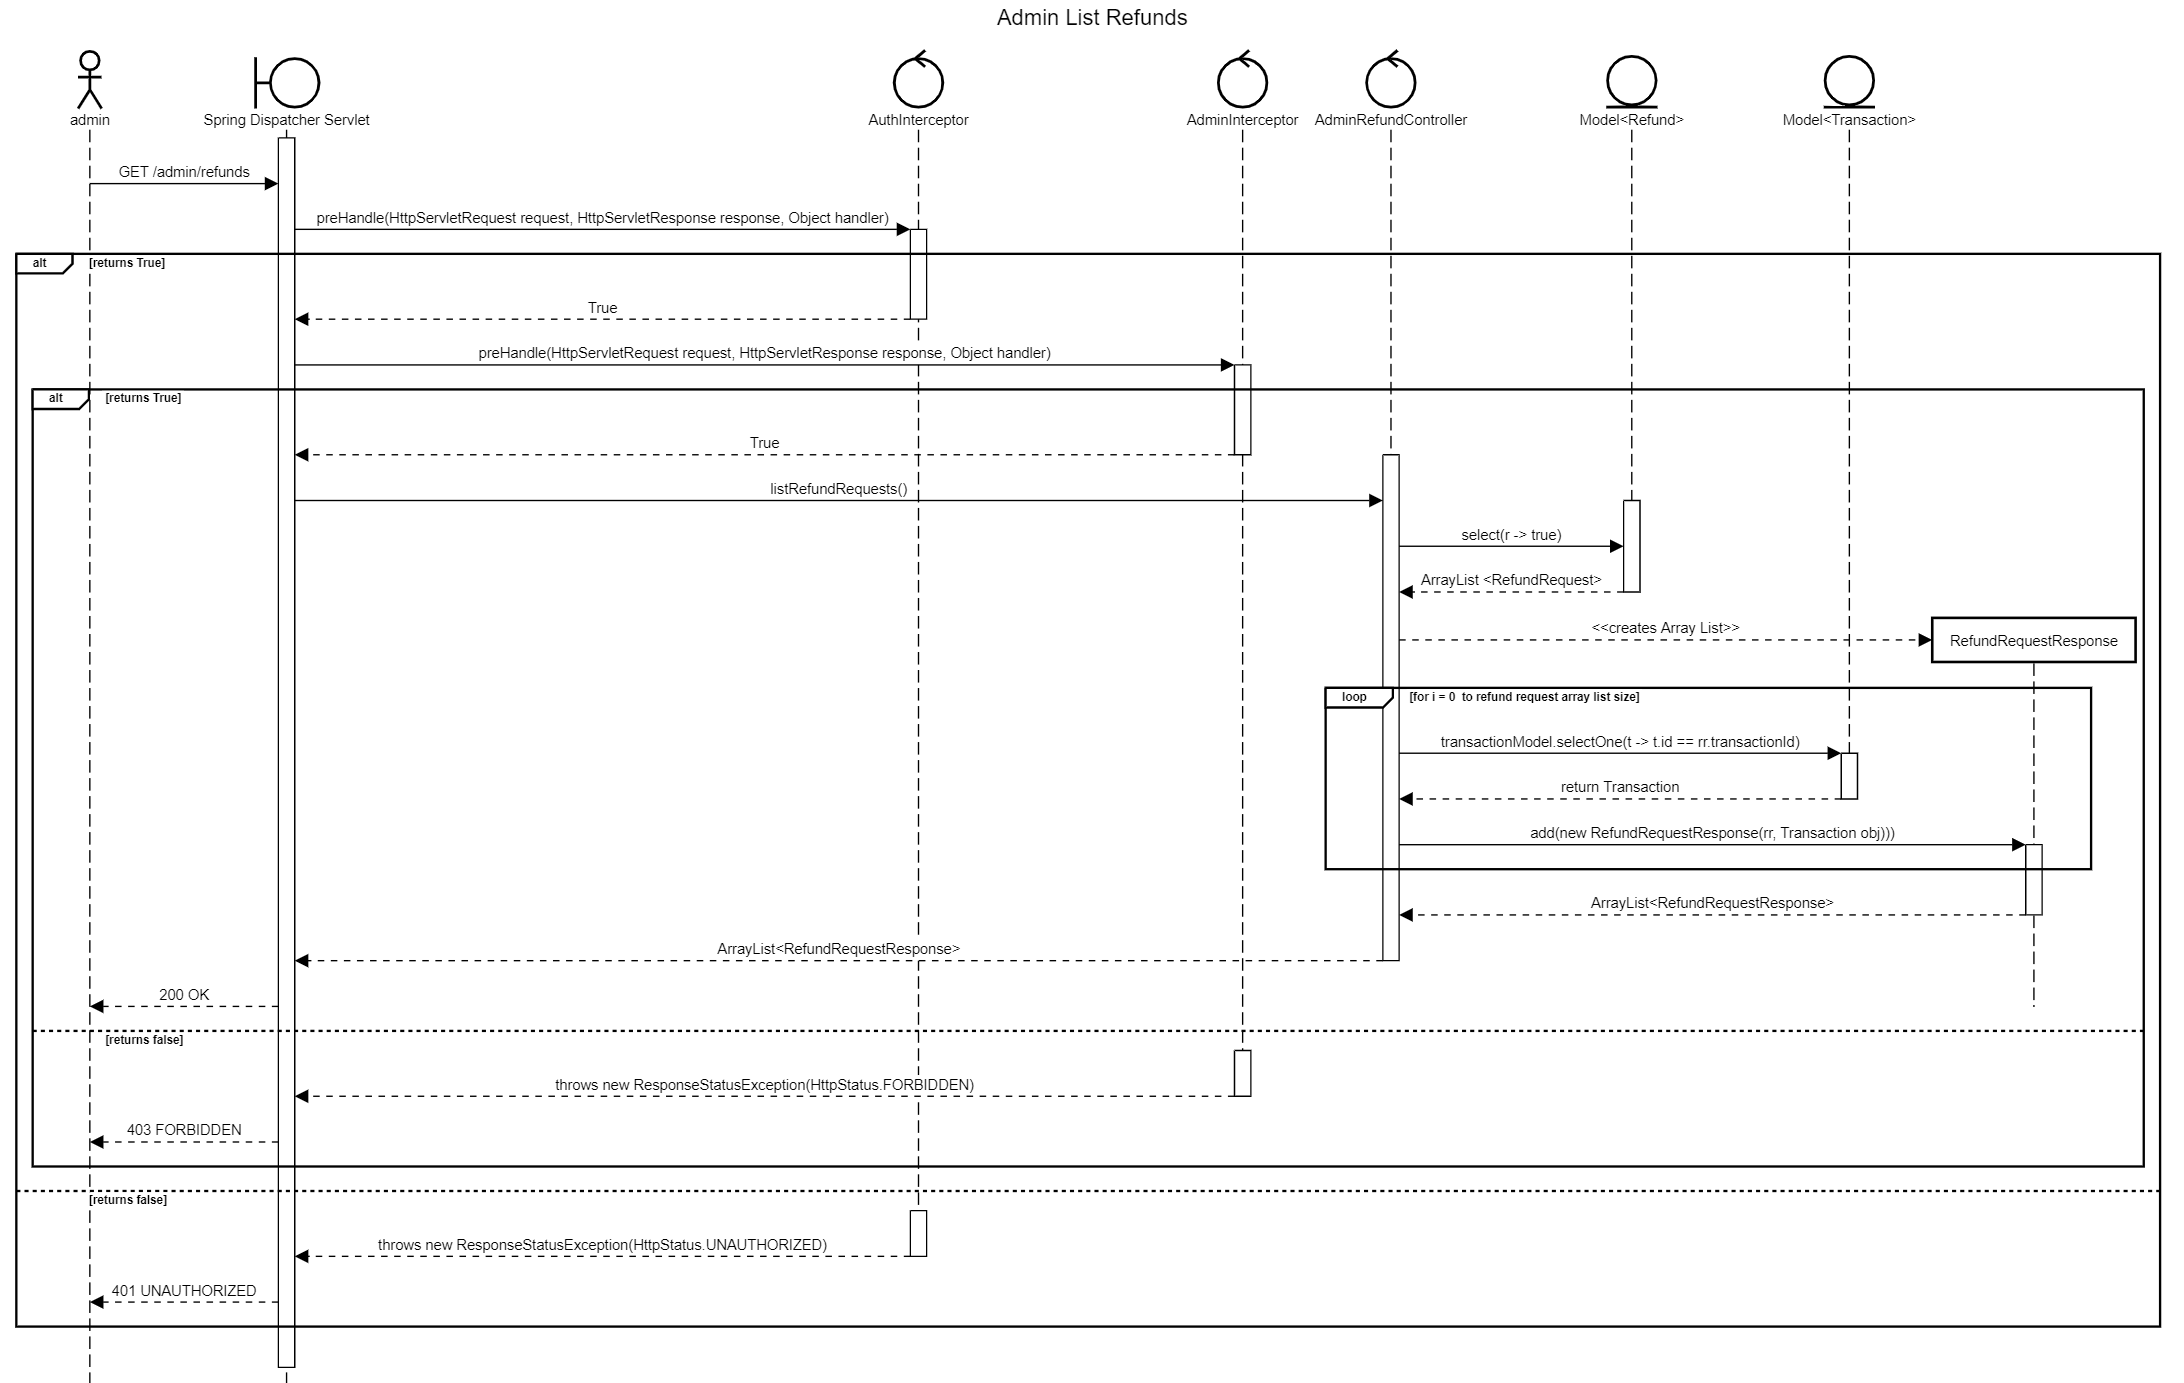 Admin List Refunds
admin
Spring Dispatcher Servlet
AuthInterceptor
AdminInterceptor
AdminRefundController
Model<Refund>
Model<Transaction>
GET /admin/refunds
preHandle(HttpServletRequest request, HttpServletResponse response, Object handler)
alt
[returns True]
True
preHandle(HttpServletRequest request, HttpServletResponse response, Object handler)
alt
[returns True]
True
listRefundRequests()
select(r -> true)
ArrayList <RefundRequest>
<<creates Array List>>
RefundRequestResponse
loop
[for i = 0  to refund request array list size]
transactionModel.selectOne(t -> t.id == rr.transactionId)
return Transaction
add(new RefundRequestResponse(rr, Transaction obj)))
ArrayList<RefundRequestResponse>
ArrayList<RefundRequestResponse>
200 OK
[returns false]
throws new ResponseStatusException(HttpStatus.FORBIDDEN)
403 FORBIDDEN
[returns false]
throws new ResponseStatusException(HttpStatus.UNAUTHORIZED)
401 UNAUTHORIZED